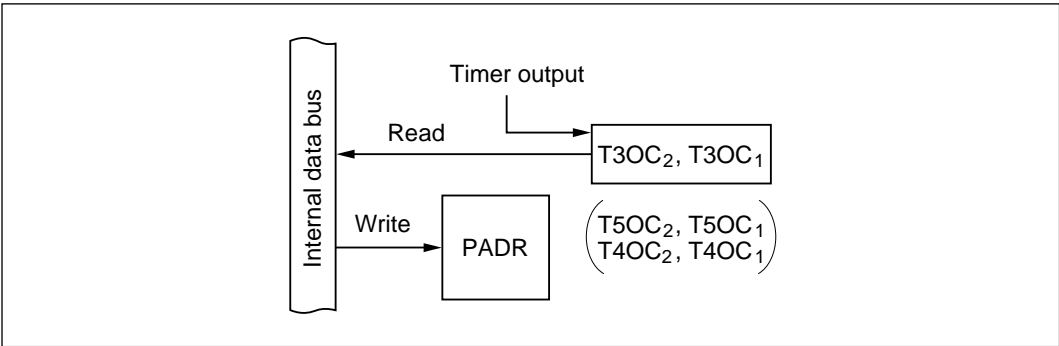 Timer output
Internal data bus
Read
T3OC₂, T3OC₁
Write
PADR
T5OC₂, T5OC₁
T4OC₂, T4OC₁